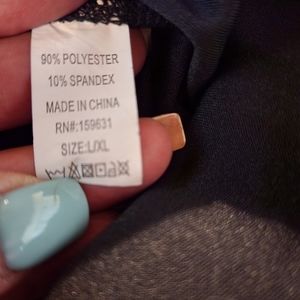 90% POLYESTER
10% SPANDEX
MADE IN CHINA
RN#:159631
SIZE:L/XL